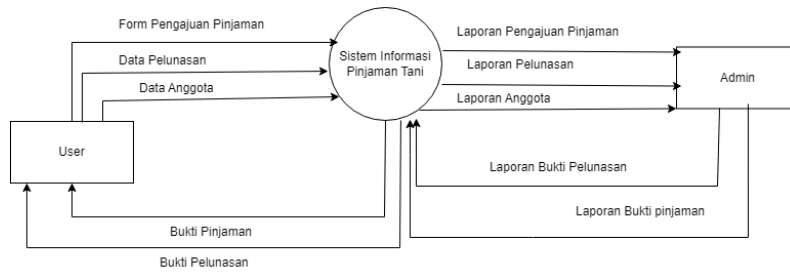 Form Pengajuan Pinjaman
Data Pelunasan
Data Anggota
User
Sistem Informasi
Pinjaman Tani
Laporan Pengajuan Pinjaman
Laporan Pelunasan
Laporan Anggota
Admin
Laporan Bukti Pelunasan
Laporan Bukti pinjaman
Bukti Pinjaman
Bukti Pelunasan